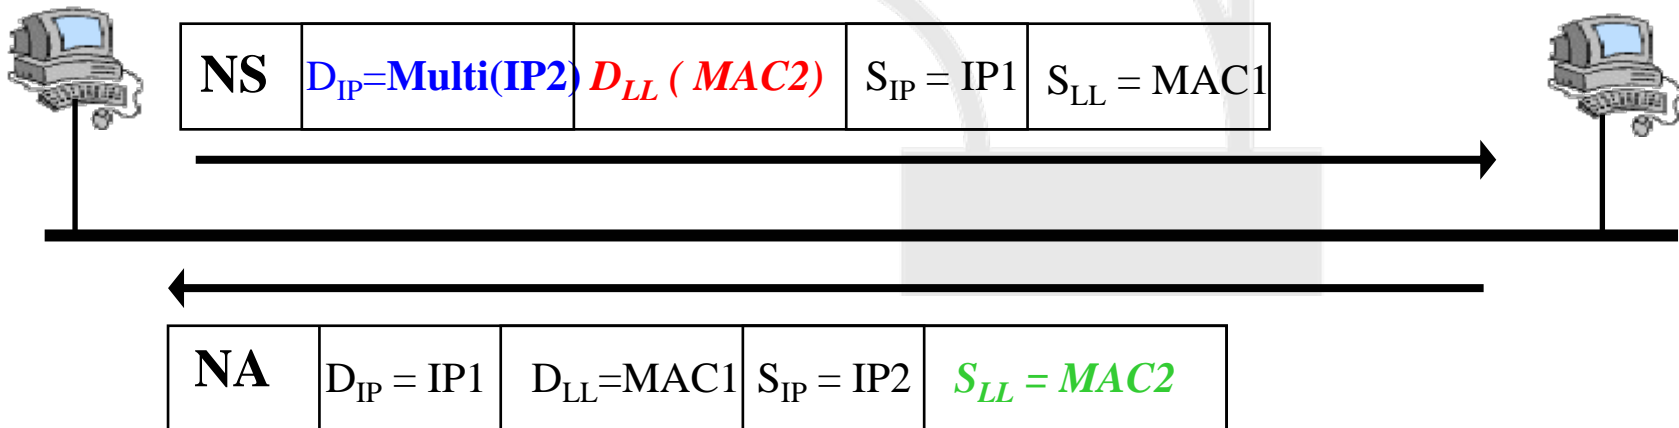 NS D_IP=Multi(IP2) D_LL ( MAC2) S_IP = IP1 S_LL = MAC1
NA D_IP = IP1 D_LL=MAC1 S_IP = IP2 S_LL = MAC2